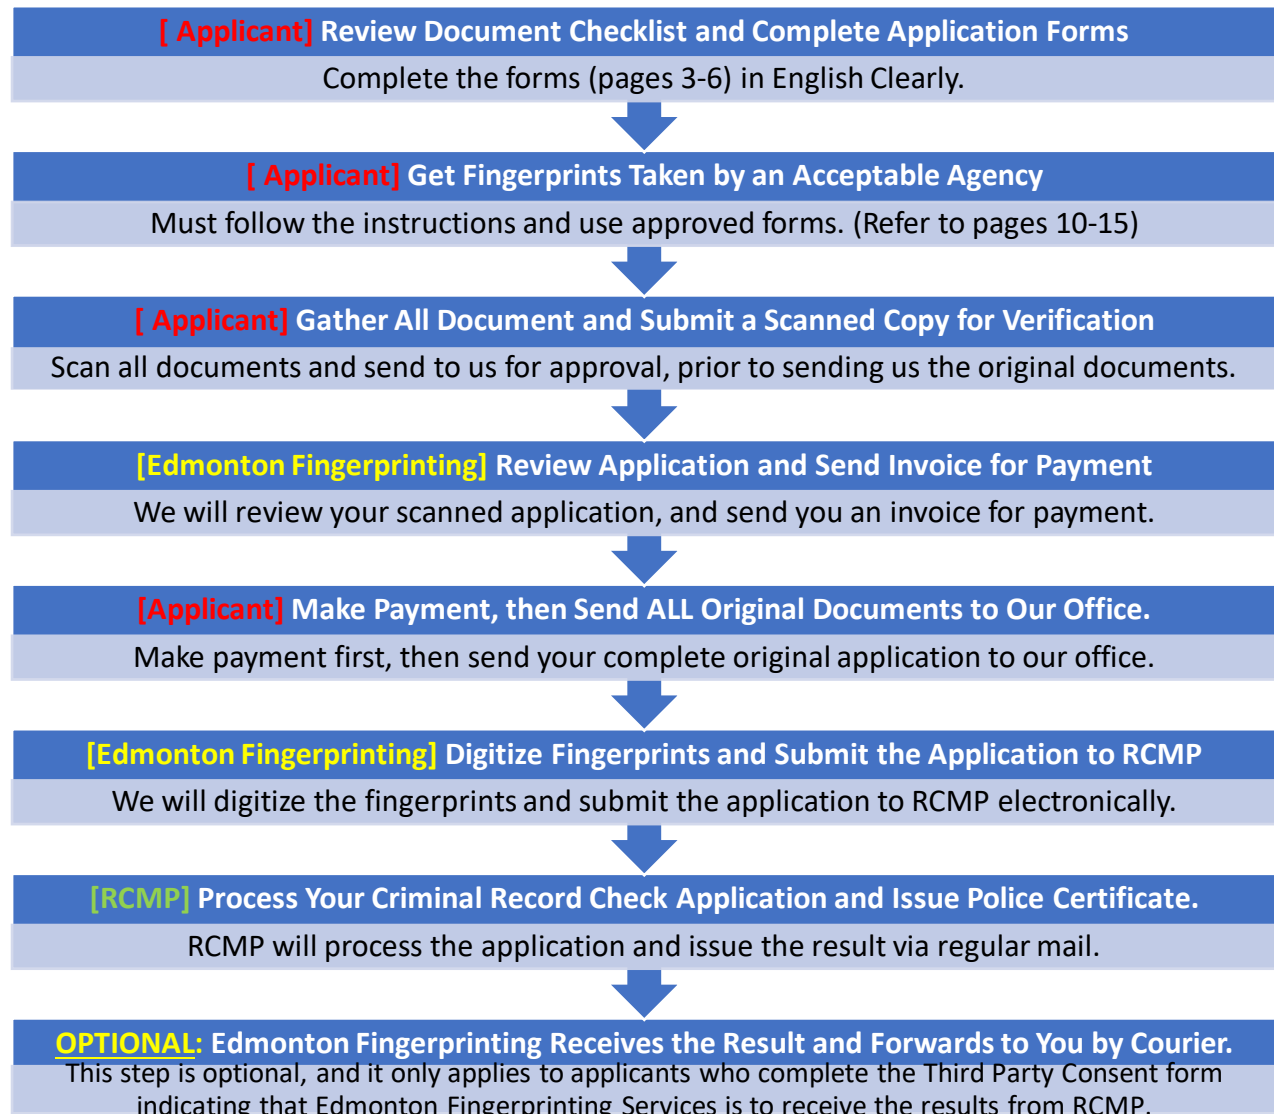 [ Applicant] Review Document Checklist and Complete Application Forms
Complete the forms (pages 3-6) in English Clearly.
[ Applicant] Get Fingerprints Taken by an Acceptable Agency
Must follow the instructions and use approved forms. (Refer to pages 10-15)
[ Applicant] Gather All Document and Submit a Scanned Copy for Verification
Scan all documents and send to us for approval, prior to sending us the original documents.
[Edmonton Fingerprinting] Review Application and Send Invoice for Payment
We will review your scanned application, and send you an invoice for payment.
[Applicant] Make Payment, then Send ALL Original Documents to Our Office.
Make payment first, then send your complete original application to our office.
[Edmonton Fingerprinting] Digitize Fingerprints and Submit the Application to RCMP
We will digitize the fingerprints and submit the application to RCMP electronically.
[RCMP] Process Your Criminal Record Check Application and Issue Police Certificate.
RCMP will process the application and issue the result via regular mail.
OPTIONAL: Edmonton Fingerprinting Receives the Result and Forwards to You by Courier.
This step is optional, and it only applies to applicants who complete the Third Party Consent form
indicating that Edmonton Fingerprinting Services is to receive the results from RCMP.